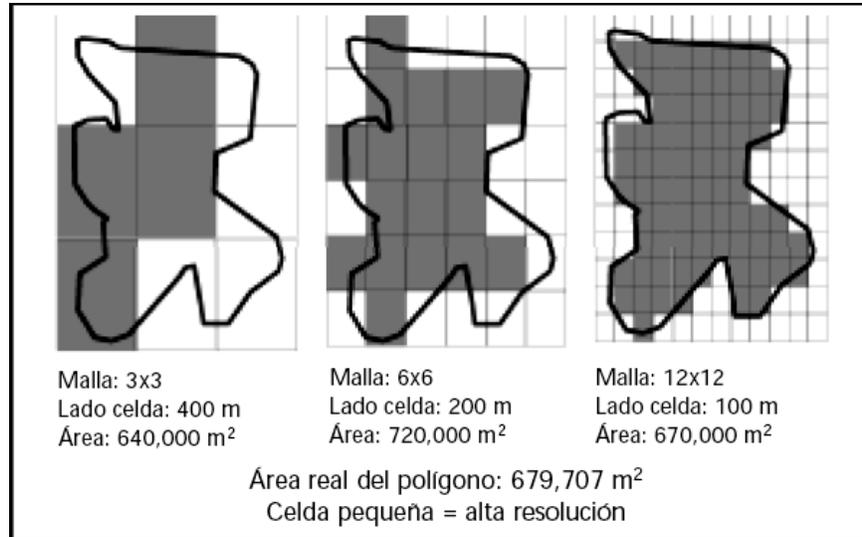 Malla: 3x3
Lado celda: 400 m
Área: 640,000 m²
Malla: 6x6
Lado celda: 200 m
Área: 720,000 m²
Malla: 12x12
Lado celda: 100 m
Área: 670,000 m²
Área real del polígono: 679,707 m²
Celda pequeña = alta resolución